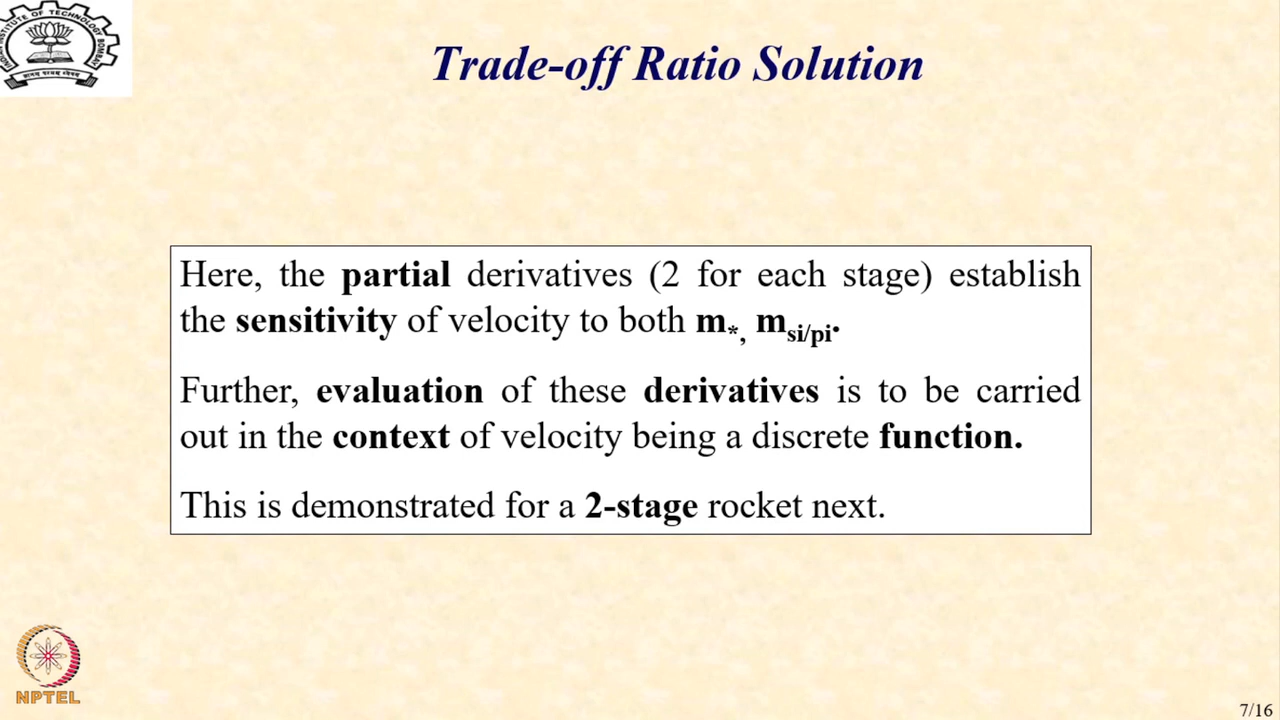 Trade-off Ratio Solution
Here, the partial derivatives (2 for each stage) establish
the sensitivity of velocity to both m*, msi/pi.
Further, evaluation of these derivatives is to be carried
out in the context of velocity being a discrete function.
This is demonstrated for a 2-stage rocket next.
NPTEL
7/16